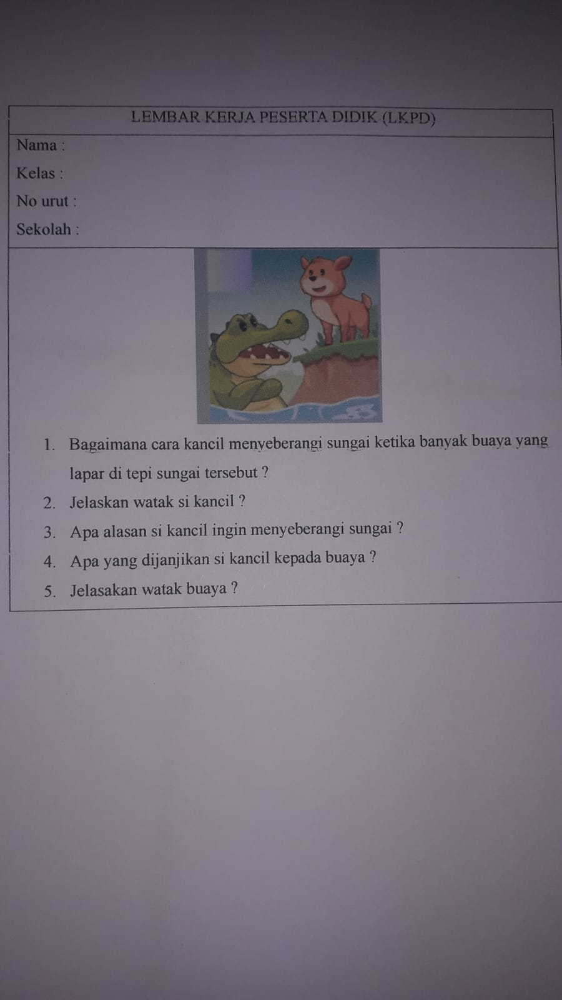 LEMBAR KERJA PESERTA DIDIK (LKPD)
Nama :
Kelas :
No urut :
Sekolah :
1. Bagaimana cara kancil menyeberangi sungai ketika banyak buaya yang
lapar di tepi sungai tersebut ?
2. Jelaskan watak si kancil ?
3. Apa alasan si kancil ingin menyeberangi sungai ?
4. Apa yang dijanjikan si kancil kepada buaya ?
5. Jelasakan watak buaya ?